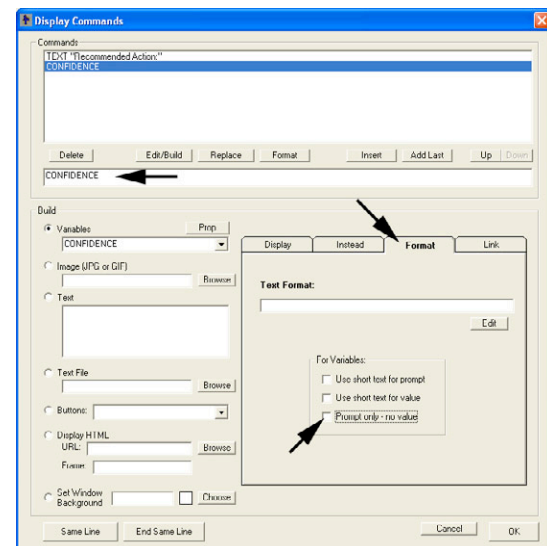 Display Commands
Commands
TEXT "Recommended Action:"
CONFIDENCE
Delete Edit/Build Replace Format Insert Add Last Up Down
CONFIDENCE
Build
Variables Prop
CONFIDENCE
Display Instead Format Link
Image (JPG or GIF)
Browse
Text
Text Format:
Edit
For Variables:
Use short text for prompt
Use short text for value
Prompt only - no value
Text File
Browse
Buttons:
Display HTML
URL: Browse
Frame:
Set Window
Background Choose
Same Line End Same Line Cancel OK